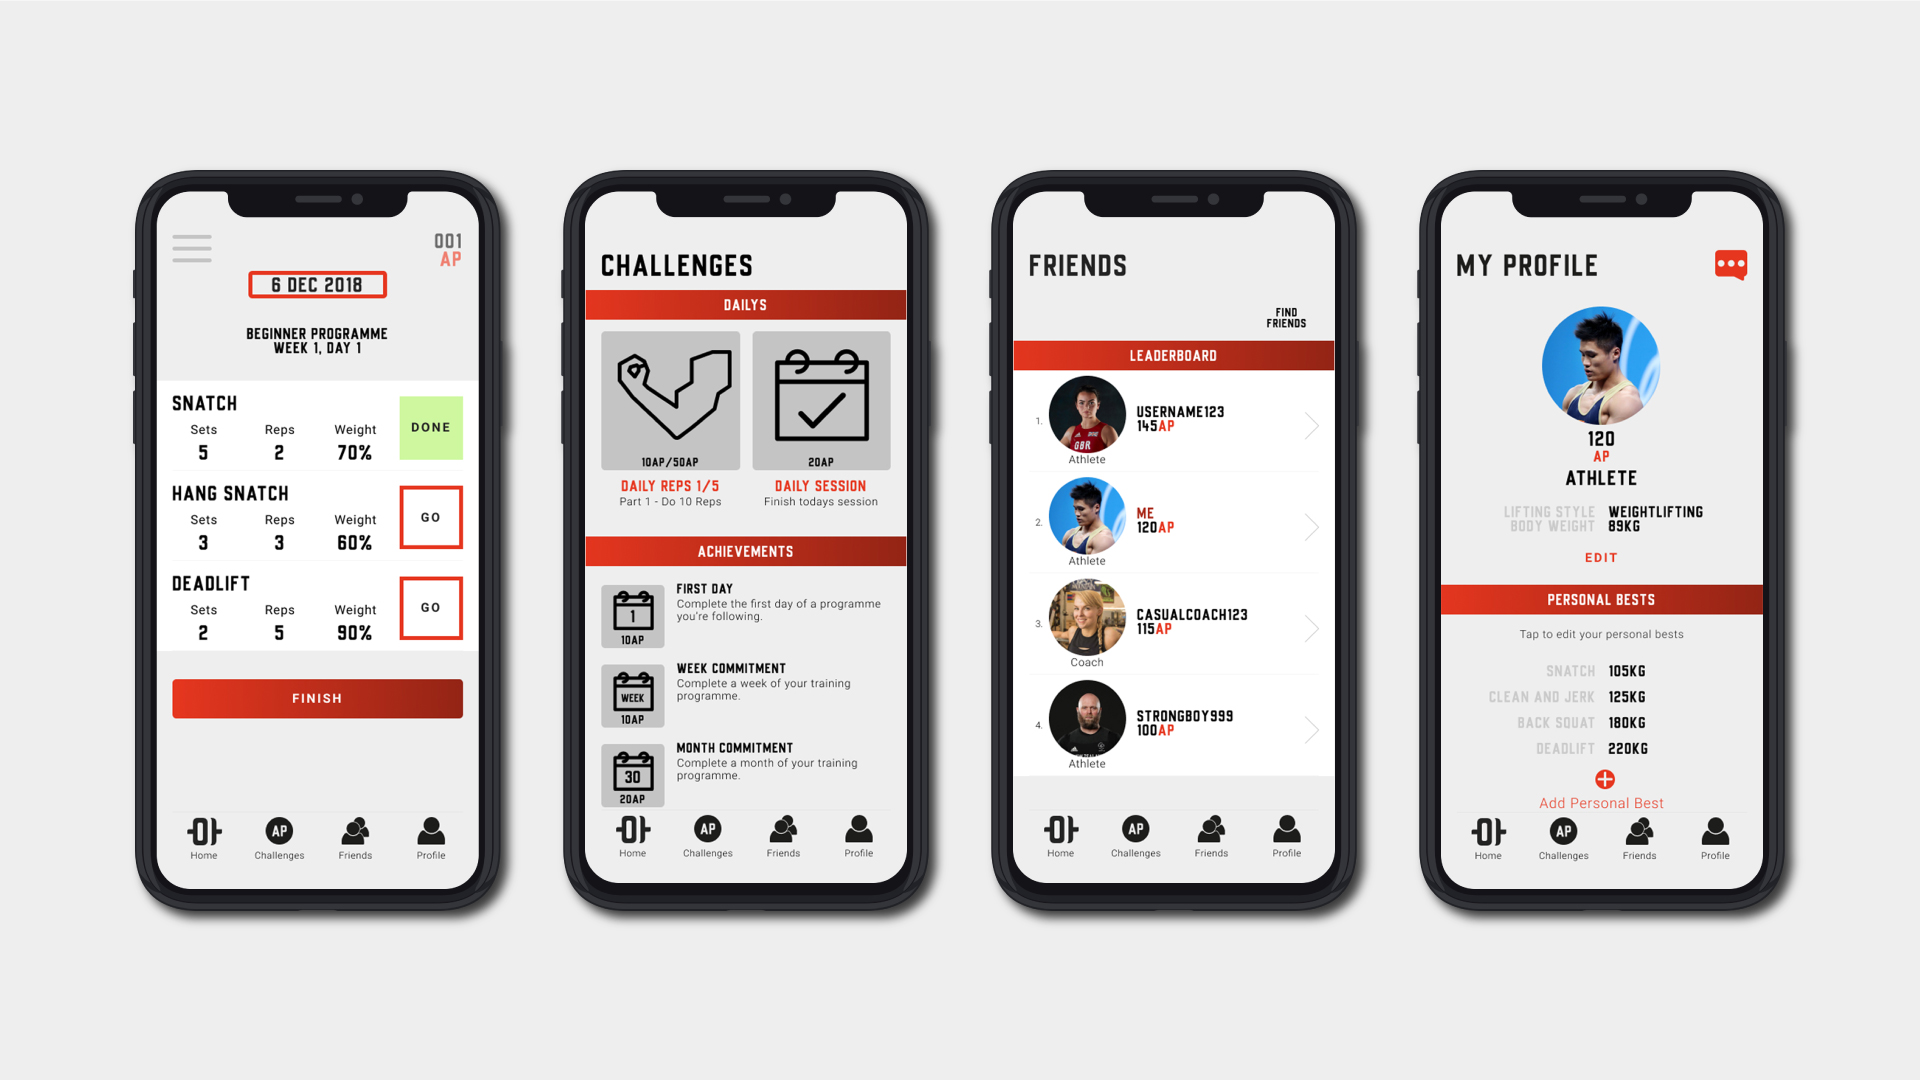 001
AP
6 DEC 2018
BEGINNER PROGRAMME
WEEK 1, DAY 1
SNATCH
Sets Reps Weight
5 2 70%
DONE
HANG SNATCH
Sets Reps Weight
3 3 60%
GO
DEADLIFT
Sets Reps Weight
2 5 90%
GO
FINISH
Home AP Challenges Friends Profile
CHALLENGES
DAILYS
10AP/50AP
DAILY REPS 1/5
Part 1 - Do 10 Reps
20AP
DAILY SESSION
Finish todays session
ACHIEVEMENTS
1
10AP
FIRST DAY
Complete the first day of a programme
you're following.
WEEK
10AP
WEEK COMMITMENT
Complete a week of your training
programme.
30
20AP
MONTH COMMITMENT
Complete a month of your training
programme.
Home AP Challenges Friends Profile
FRIENDS
FIND
FRIENDS
LEADERBOARD
1.
GBR
USERNAME123
145AP
Athlete
2.
ME
120AP
Athlete
3.
CASUALCOACH123
115AP
Coach
4.
STRONGBOY999
100AP
Athlete
Home AP Challenges Friends Profile
MY PROFILE
120
AP
ATHLETE
LIFTING STYLE WEIGHTLIFTING
BODY WEIGHT 89KG
EDIT
PERSONAL BESTS
Tap to edit your personal bests
SNATCH 105KG
CLEAN AND JERK 125KG
BACK SQUAT 180KG
DEADLIFT 220KG
Add Personal Best
Home AP Challenges Friends Profile